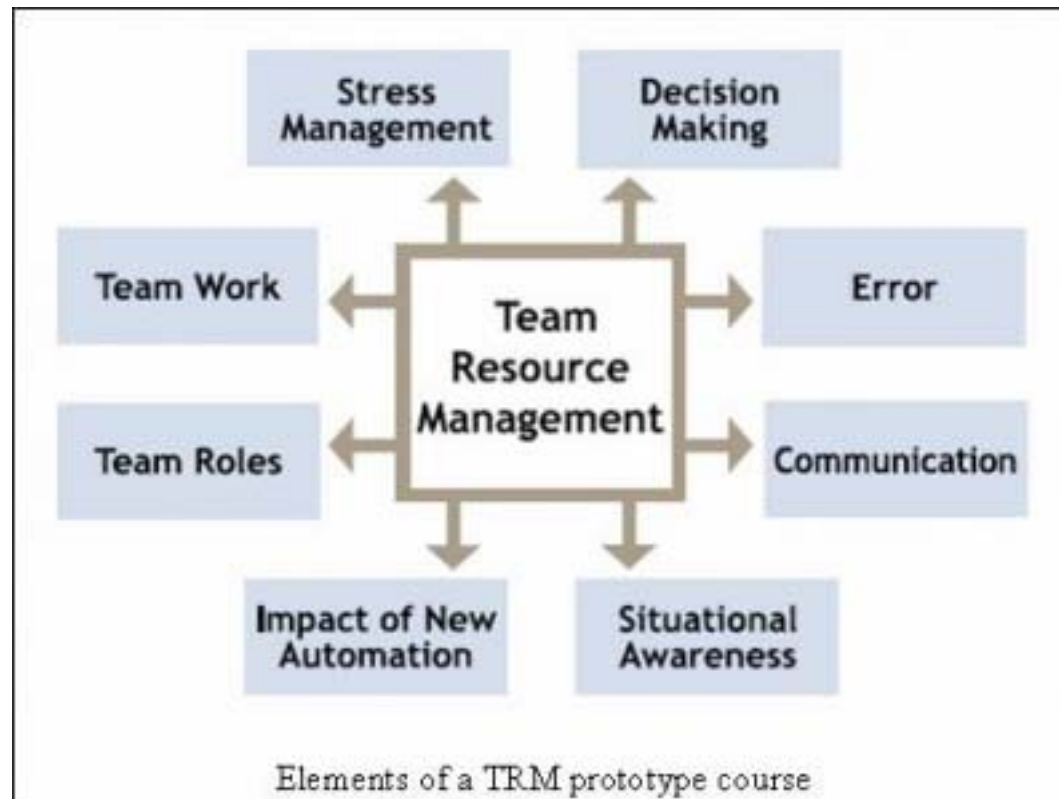 Stress
Management
Decision
Making
Team Work
Error
Team
Resource
Management
Team Roles
Communication
Impact of New
Automation
Situational
Awareness
Elements of a TRM prototype course